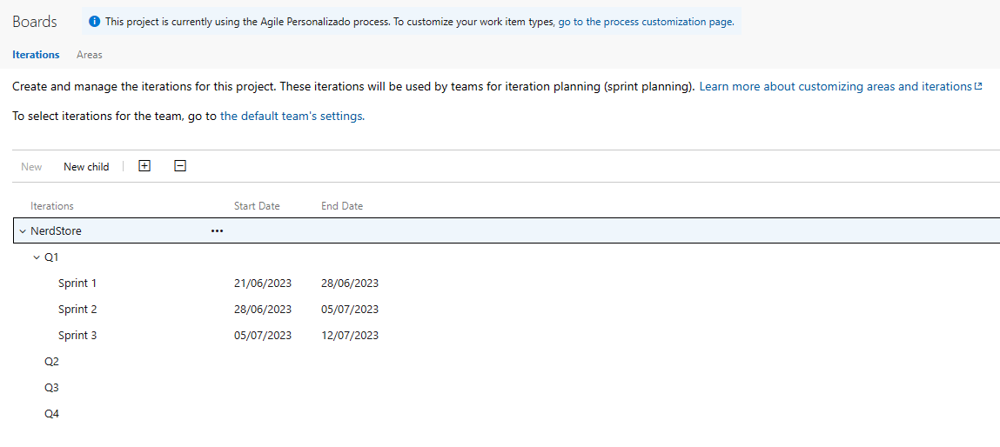 Boards
This project is currently using the Agile Personalizado process. To customize your work item types, go to the process customization page.
Iterations Areas
Create and manage the iterations for this project. These iterations will be used by teams for iteration planning (sprint planning). Learn more about customizing areas and iterations
To select iterations for the team, go to the default team's settings.
New New child
Iterations Start Date End Date
NerdStore ...
Q1
Sprint 1 21/06/2023 28/06/2023
Sprint 2 28/06/2023 05/07/2023
Sprint 3 05/07/2023 12/07/2023
Q2
Q3
Q4